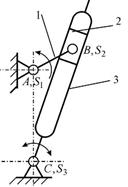 1
2
B, S₂
A, S₁
3
C, S₃